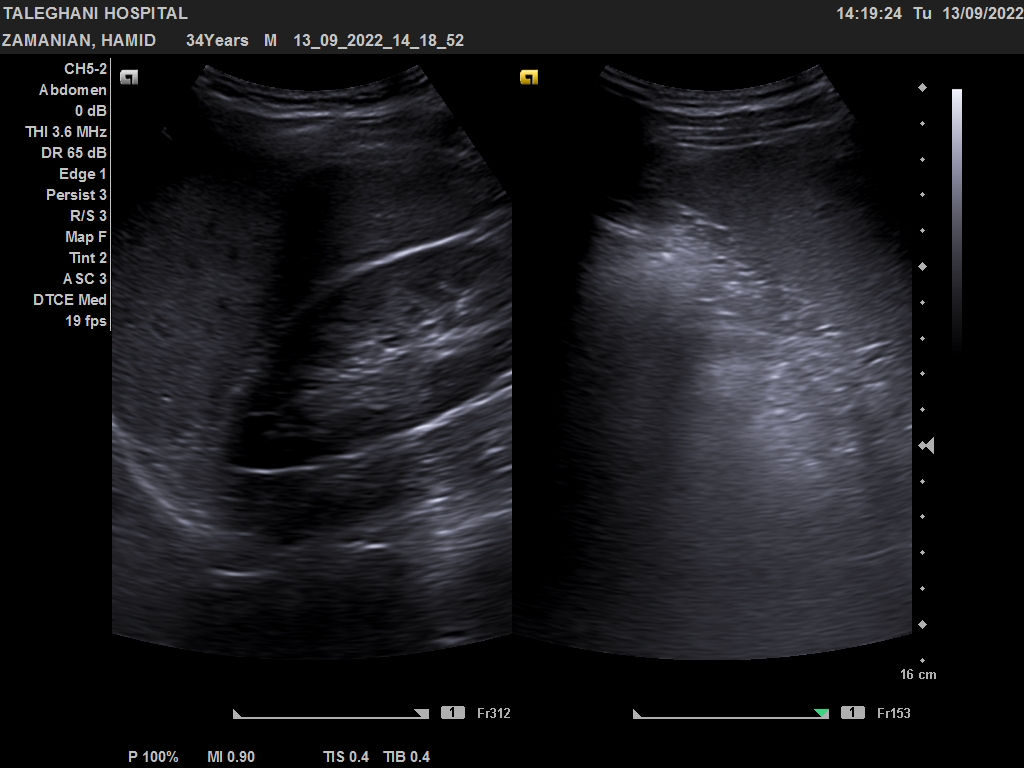 TALEGHANI HOSPITAL 14:19:24 Tu 13/09/2022
ZAMANIAN, HAMID 34Years M 13_09_2022_14_18_52
CH5-2
Abdomen
0 dB
THI 3.6 MHz
DR 65 dB
Edge 1
Persist 3
R/S 3
Map F
Tint 2
ASC 3
DTCE Med
19 fps
16 cm
1 Fr312 1 Fr153
P 100% MI 0.90 TIS 0.4 TIB 0.4